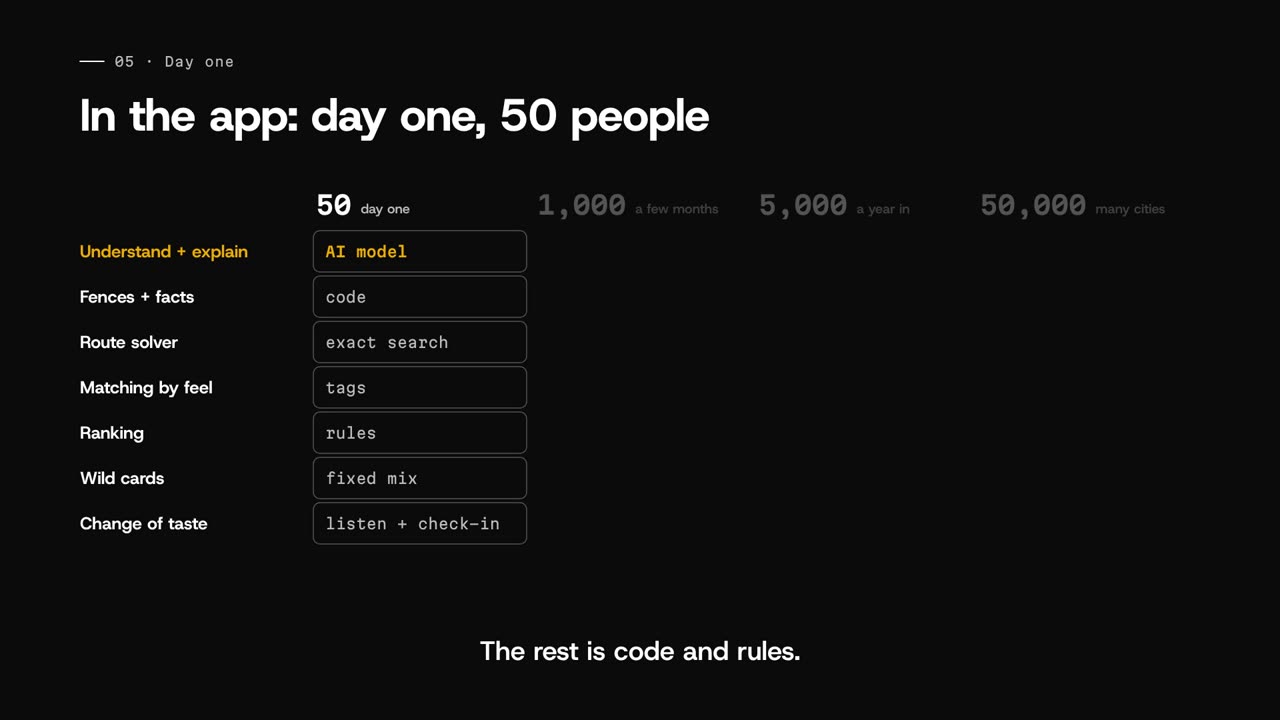 05 · Day one
In the app: day one, 50 people
50 day one 1,000 a few months 5,000 a year in 50,000 many cities
Understand + explain AI model
Fences + facts code
Route solver exact search
Matching by feel tags
Ranking rules
Wild cards fixed mix
Change of taste listen + check-in
The rest is code and rules.